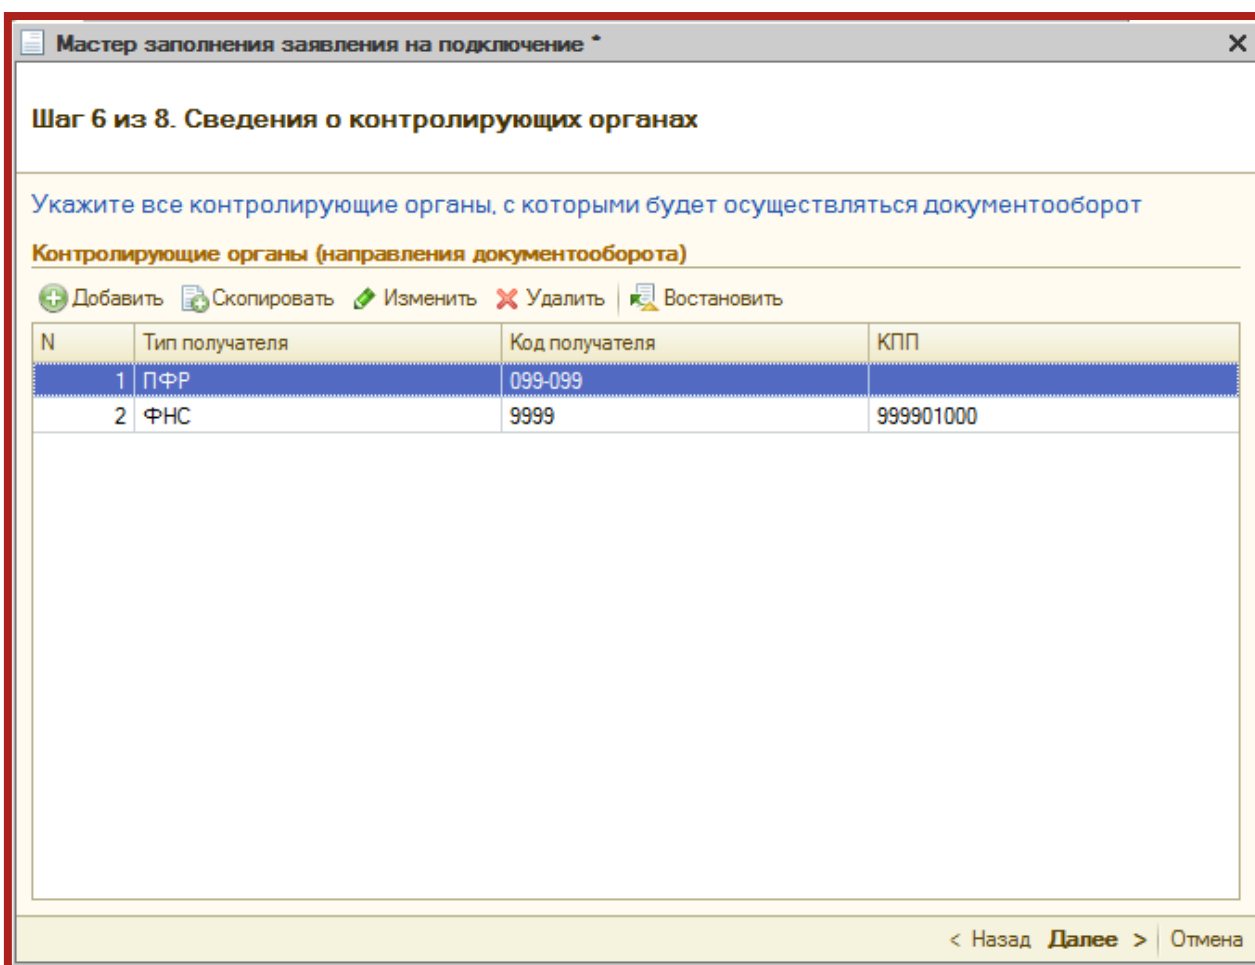 Мастер заполнения заявления на подключение *
Шаг 6 из 8. Сведения о контролирующих органах
Укажите все контролирующие органы, с которыми будет осуществляться документооборот
Контролирующие органы (направления документооборота)
Добавить Скопировать Изменить Удалить Востановить
N Тип получателя Код получателя КПП
1 ПФР 099-099
2 ФНС 9999 999901000
< Назад Далее > Отмена